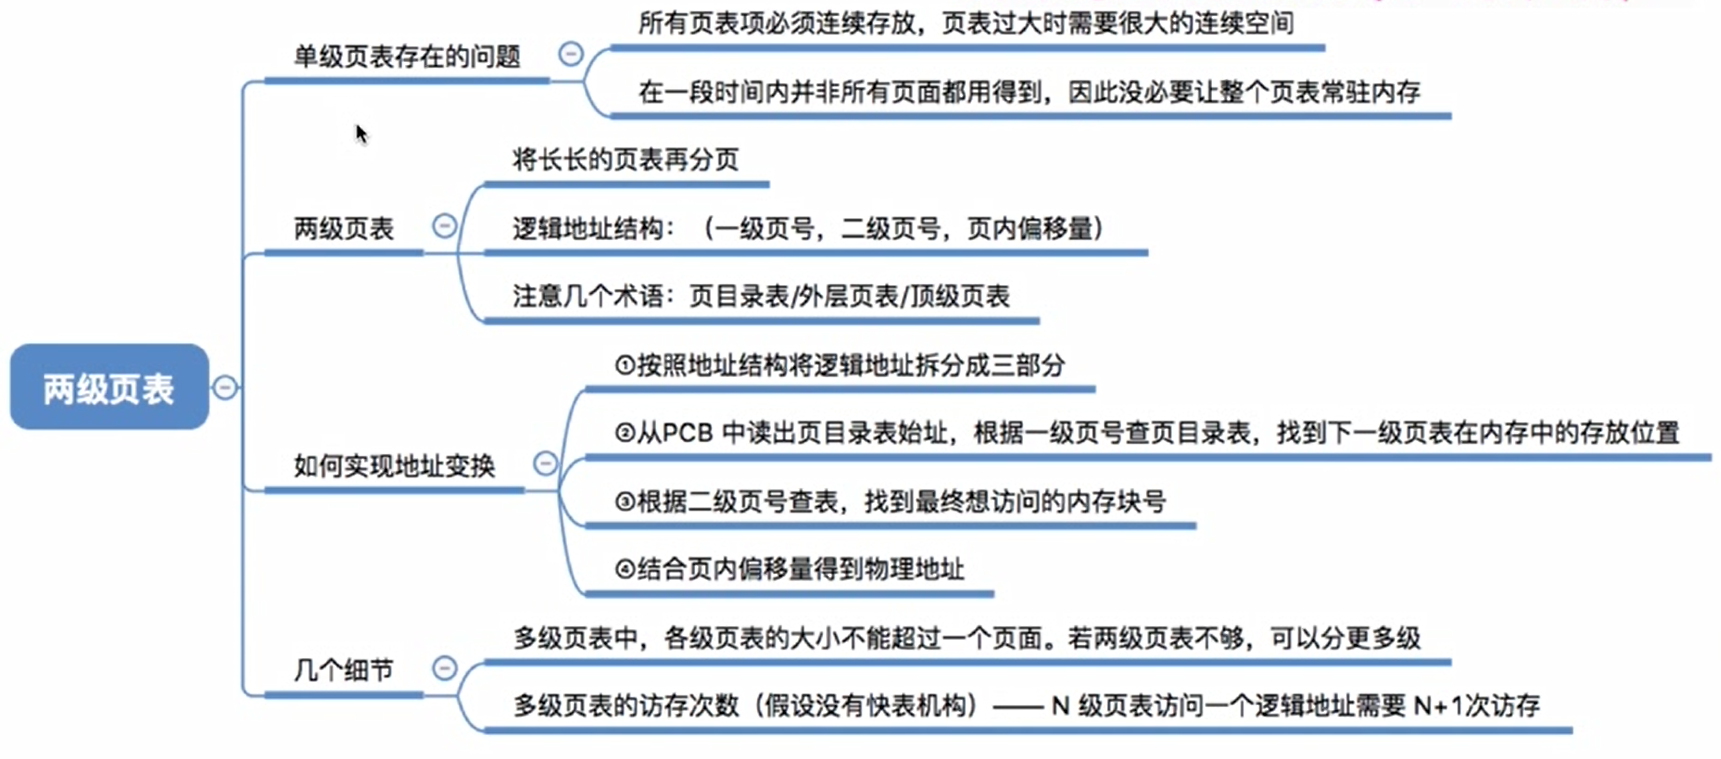 单级页表存在的问题
所有页表项必须连续存放，页表过大时需要很大的连续空间
在一段时间内并非所有页面都用得到，因此没必要让整个页表常驻内存
两级页表
将长长的页表再分页
逻辑地址结构：（一级页号，二级页号，页内偏移量）
注意几个术语：页目录表/外层页表/顶级页表
两级页表
如何实现地址变换
①按照地址结构将逻辑地址拆分成三部分
②从PCB 中读出页目录表始址，根据一级页号查页目录表，找到下一级页表在内存中的存放位置
③根据二级页号查表，找到最终想访问的内存块号
④结合页内偏移量得到物理地址
几个细节
多级页表中，各级页表的大小不能超过一个页面。若两级页表不够，可以分更多级
多级页表的访存次数（假设没有快表机构）—— N 级页表访问一个逻辑地址需要 N+1次访存